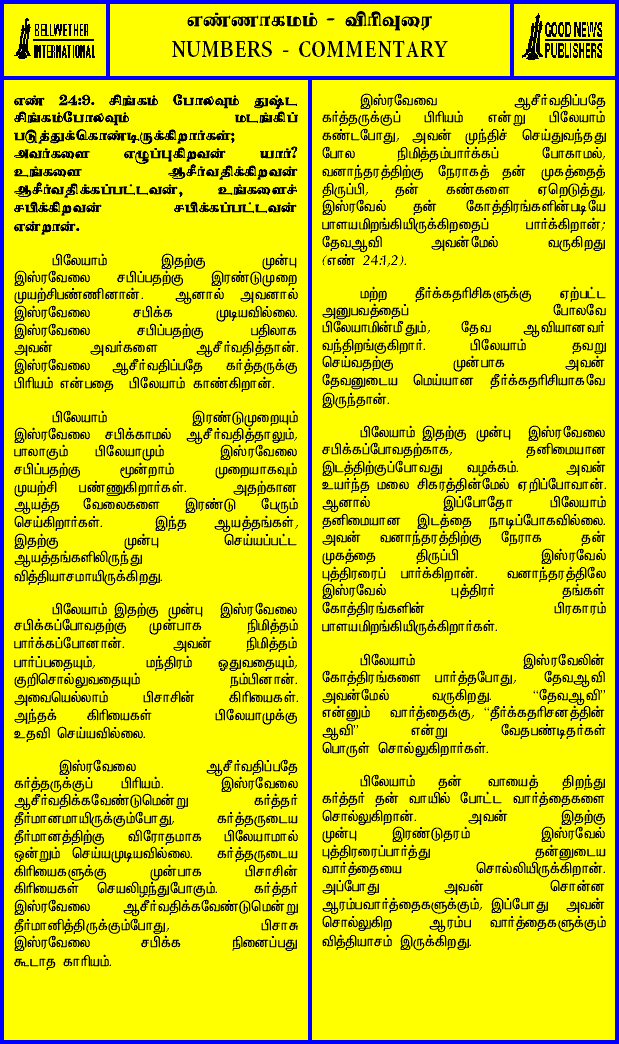 BELLWETHER
INTERNATIONAL
எண்ணாகமம் - விரிவுரை
NUMBERS - COMMENTARY
GOOD NEWS
PUBLISHERS
எண் 24:9. சிங்கம் போலவும் துஷ்ட
சிங்கம்போலவும் மடங்கிப்
படுத்துக்கொண்டிருக்கிறார்கள்;
அவர்களை எழுப்புகிறவன் யார்?
உங்களை ஆசீர்வதிக்கிறவன்
ஆசீர்வதிக்கப்பட்டவன், உங்களைச்
சபிக்கிறவன் சபிக்கப்பட்டவன்
என்றான்.
பிலேயாம் இதற்கு முன்பு
இஸ்ரவேலை சபிப்பதற்கு இரண்டுமுறை
முயற்சிபண்ணினான். ஆனால் அவனால்
இஸ்ரவேலை சபிக்க முடியவில்லை.
இஸ்ரவேலை சபிப்பதற்கு பதிலாக
அவன் அவர்களை ஆசீர்வதித்தான்.
இஸ்ரவேலை ஆசீர்வதிப்பதே கர்த்தருக்கு
பிரியம் என்பதை பிலேயாம் காண்கிறான்.
பிலேயாம் இரண்டுமுறையும்
இஸ்ரவேலை சபிக்காமல் ஆசீர்வதித்தாலும்,
பாலாகும் பிலேயாமும் இஸ்ரவேலை
சபிப்பதற்கு மூன்றாம் முறையாகவும்
முயற்சி பண்ணுகிறார்கள். அதற்கான
ஆயத்த வேலைகளை இரண்டு பேரும்
செய்கிறார்கள். இந்த ஆயத்தங்கள்,
இதற்கு முன்பு செய்யப்பட்ட
ஆயத்தங்களிலிருந்து
வித்தியாசமாயிருக்கிறது.
பிலேயாம் இதற்கு முன்பு இஸ்ரவேலை
சபிக்கப்போவதற்கு முன்பாக நிமித்தம்
பார்க்கப்போனான். அவன் நிமித்தம்
பார்ப்பதையும், மந்திரம் ஓதுவதையும்,
குறிசொல்லுவதையும் நம்பினான்.
அவையெல்லாம் பிசாசின் கிரியைகள்.
அந்தக் கிரியைகள் பிலேயாமுக்கு
உதவி செய்யவில்லை.
இஸ்ரவேலை ஆசீர்வதிப்பதே
கர்த்தருக்குப் பிரியம். இஸ்ரவேலை
ஆசீர்வதிக்கவேண்டுமென்று கர்த்தர்
தீர்மானமாயிருக்கும்போது, கர்த்தருடைய
தீர்மானத்திற்கு விரோதமாக பிலேயாமால்
ஒன்றும் செய்யமுடியவில்லை. கர்த்தருடைய
கிரியைகளுக்கு முன்பாக பிசாசின்
கிரியைகள் செயலிழந்துபோகும். கர்த்தர்
இஸ்ரவேலை ஆசீர்வதிக்கவேண்டுமென்று
தீர்மானித்திருக்கும்போது, பிசாசு
இஸ்ரவேலை சபிக்க நினைப்பது
கூடாத காரியம்.
இஸ்ரவேவை ஆசீர்வதிப்பதே
கர்த்தருக்குப் பிரியம் என்று பிலேயாம்
கண்டபோது, அவன் முந்திச் செய்துவந்தது
போல நிமித்தம்பார்க்கப் போகாமல்,
வனாந்தரத்திற்கு நேராகத் தன் முகத்தைத்
திருப்பி, தன் கண்களை ஏறெடுத்து,
இஸ்ரவேல் தன் கோத்திரங்களின்படியே
பாளயமிறங்கியிருக்கிறதைப் பார்க்கிறான்;
தேவஆவி அவன்மேல் வருகிறது
(எண் 24:1,2).
மற்ற தீர்க்கதரிசிகளுக்கு ஏற்பட்ட
அனுபவத்தைப் போலவே
பிலேயாமின்மீதும், தேவ ஆவியானவர்
வந்திறங்குகிறார். பிலேயாம் தவறு
செய்வதற்கு முன்பாக அவன்
தேவனுடைய மெய்யான தீர்க்கதரிசியாகவே
இருந்தான்.
பிலேயாம் இதற்கு முன்பு இஸ்ரவேலை
சபிக்கப்போவதற்காக, தனிமையான
இடத்திற்குப்போவது வழக்கம். அவன்
உயர்ந்த மலை சிகரத்தின்மேல் ஏறிப்போவான்.
ஆனால் இப்போதோ பிலேயாம்
தனிமையான இடத்தை நாடிப்போகவில்லை.
அவன் வனாந்தரத்திற்கு நேராக தன்
முகத்தை திருப்பி இஸ்ரவேல்
புத்திரரைப் பார்க்கிறான். வனாந்தரத்திலே
இஸ்ரவேல் புத்திரர் தங்கள்
கோத்திரங்களின் பிரகாரம்
பாளயமிறங்கியிருக்கிறார்கள்.
பிலேயாம் இஸ்ரவேலின்
கோத்திரங்களை பார்த்தபோது, தேவஆவி
அவன்மேல் வருகிறது. “தேவஆவி”
என்னும் வார்த்தைக்கு, “தீர்க்கதரிசனத்தின்
ஆவி” என்று வேதபண்டிதர்கள்
பொருள் சொல்லுகிறார்கள்.
பிலேயாம் தன் வாயைத் திறந்து
கர்த்தர் தன் வாயில் போட்ட வார்த்தைகளை
சொல்லுகிறான். அவன் இதற்கு
முன்பு இரண்டுதரம் இஸ்ரவேல்
புத்திரரைப்பார்த்து தன்னுடைய
வார்த்தையை சொல்லியிருக்கிறான்.
அப்போது அவன் சொன்ன
ஆரம்பவார்த்தைகளுக்கும், இப்போது அவன்
சொல்லுகிற ஆரம்ப வார்த்தைகளுக்கும்
வித்தியாசம் இருக்கிறது.